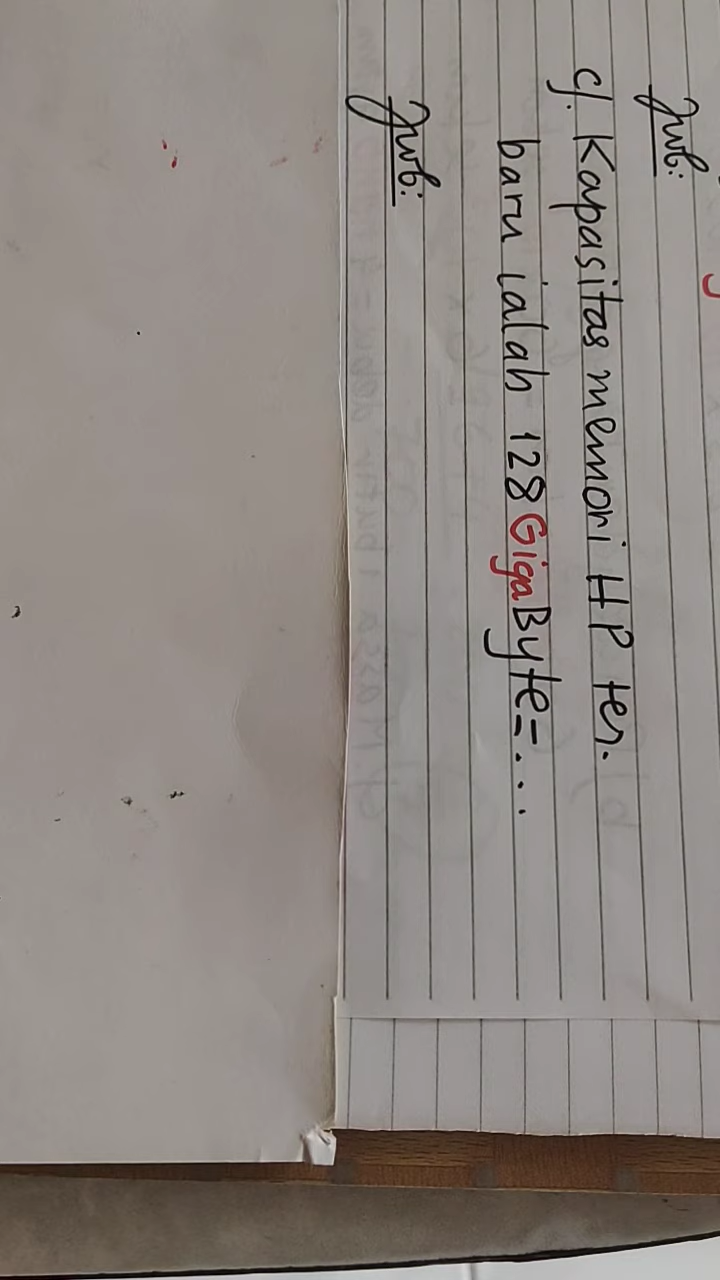 Jwb:
c/. Kapasitas memori HP ter.
baru ialah 128 GigaByte = ...
Jwb: